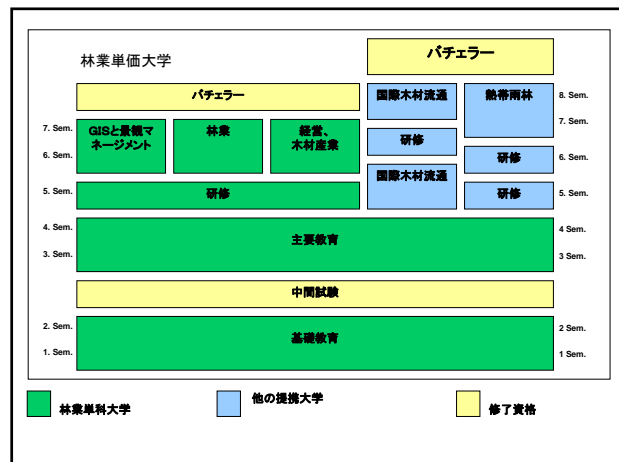 バチェラー
林業単価大学
バチェラー
国際木材流通
熱帯雨林
8. Sem.
7. Sem.
GISと景観マ
ネージメント
林業
経営、
木材産業
7. Sem.
研修
6. Sem.
研修
6. Sem.
国際木材流通
5. Sem.
研修
研修
5. Sem.
4. Sem.
主要教育
4 Sem.
3. Sem.
3 Sem.
中間試験
2. Sem.
基礎教育
2 Sem.
1. Sem.
1 Sem.
林業単科大学
他の提携大学
修了資格